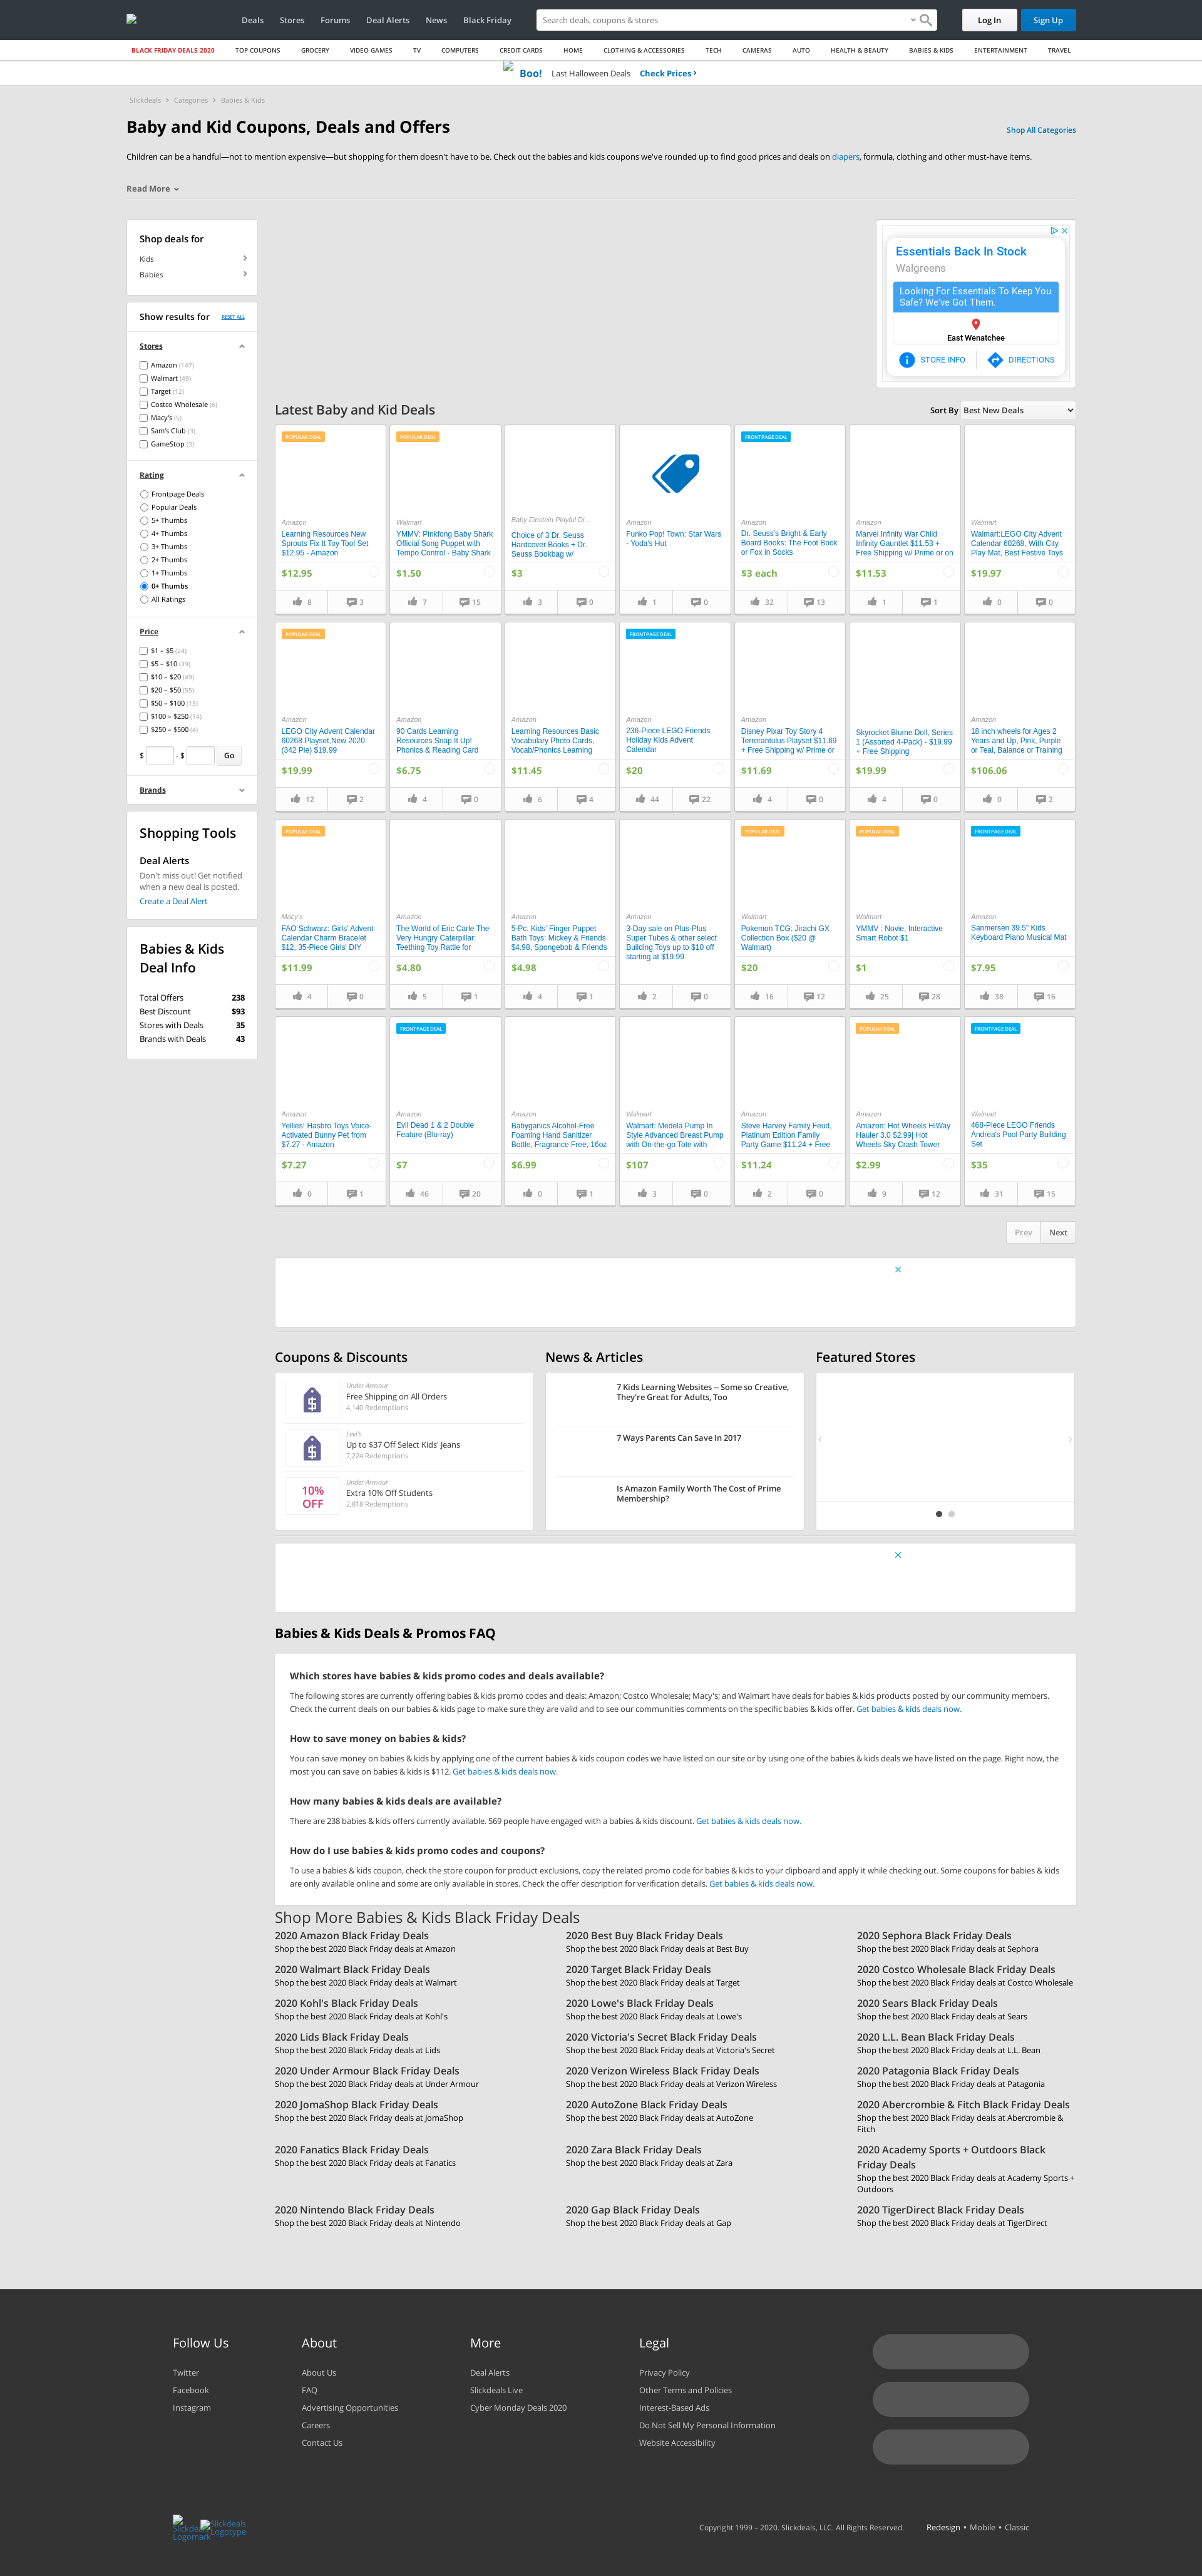 Deals
Stores
Forums
Deal Alerts
News
Black Friday
Search deals, coupons & stores
Log In
Sign Up
BLACK FRIDAY DEALS 2020
TOP COUPONS
GROCERY
VIDEO GAMES
TV
COMPUTERS
CREDIT CARDS
HOME
CLOTHING & ACCESSORIES
TECH
CAMERAS
AUTO
HEALTH & BEAUTY
BABIES & KIDS
ENTERTAINMENT
TRAVEL
Boo! Last Halloween Deals Check Prices
Slickdeals > Categories > Babies & Kids
Baby and Kid Coupons, Deals and Offers
Shop All Categories
Children can be a handful—not to mention expensive—but shopping for them doesn't have to be. Check out the babies and kids coupons we've rounded up to find good prices and deals on diapers, formula, clothing and other must-have items.
Read More
Shop deals for
Kids
Babies
Show results for
RESET ALL
Stores
Amazon (147)
Walmart (49)
Target (12)
Costco Wholesale (6)
Macy's (5)
Sam's Club (3)
GameStop (3)
Rating
Frontpage Deals
Popular Deals
5+ Thumbs
4+ Thumbs
3+ Thumbs
2+ Thumbs
1+ Thumbs
0+ Thumbs
All Ratings
Price
$1 – $5 (24)
$5 – $10 (39)
$10 – $20 (49)
$20 – $50 (55)
$50 – $100 (15)
$100 – $250 (14)
$250 – $500 (4)
$ - $ Go
Brands
Shopping Tools
Deal Alerts
Don't miss out! Get notified
when a new deal is posted.
Create a Deal Alert
Babies & Kids
Deal Info
Total Offers 238
Best Discount $93
Stores with Deals 35
Brands with Deals 43
Essentials Back In Stock
Walgreens
Looking For Essentials To Keep You
Safe? We've Got Them.
East Wenatchee
STORE INFO
DIRECTIONS
Latest Baby and Kid Deals
Sort By Best New Deals
POPULAR DEAL
Amazon
Learning Resources New
Sprouts Fix It Toy Tool Set
$12.95 - Amazon
$12.95
8 3
POPULAR DEAL
Walmart
YMMV: Pinkfong Baby Shark
Official Song Puppet with
Tempo Control - Baby Shark
$1.50
7 15
Baby Einstein Playful Di...
Choice of 3 Dr. Seuss
Hardcover Books + Dr.
Seuss Bookbag w/
$3
3 0
Amazon
Funko Pop! Town: Star Wars
- Yoda's Hut
1 0
FRONTPAGE DEAL
Amazon
Dr. Seuss's Bright & Early
Board Books: The Foot Book
or Fox in Socks
$3 each
32 13
Amazon
Marvel Infinity War Child
Infinity Gauntlet $11.53 +
Free Shipping w/ Prime or on
$11.53
1 1
Walmart
Walmart:LEGO City Advent
Calendar 60268, With City
Play Mat, Best Festive Toys
$19.97
0 0
POPULAR DEAL
Amazon
LEGO City Advent Calendar
60268 Playset,New 2020
(342 Pie) $19.99
$19.99
12 2
Amazon
90 Cards Learning
Resources Snap It Up!
Phonics & Reading Card
$6.75
4 0
Amazon
Learning Resources Basic
Vocabulary Photo Cards,
Vocab/Phonics Learning
$11.45
6 4
FRONTPAGE DEAL
Amazon
236-Piece LEGO Friends
Holiday Kids Advent
Calendar
$20
44 22
Amazon
Disney Pixar Toy Story 4
Terrorantulus Playset $11.69
+ Free Shipping w/ Prime or
$11.69
4 0
Skyrocket Blume Doll, Series
1 (Assorted 4-Pack) - $19.99
+ Free Shipping
$19.99
4 0
Amazon
18 inch wheels for Ages 2
Years and Up, Pink, Purple
or Teal, Balance or Training
$106.06
0 2
POPULAR DEAL
Macy's
FAO Schwarz: Girls' Advent
Calendar Charm Bracelet
$12, 35-Piece Girls' DIY
$11.99
4 0
Amazon
The World of Eric Carle The
Very Hungry Caterpillar:
Teething Toy Rattle for
$4.80
5 1
Amazon
5-Pc. Kids' Finger Puppet
Bath Toys: Mickey & Friends
$4.98, Spongebob & Friends
$4.98
4 1
Amazon
3-Day sale on Plus-Plus
Super Tubes & other select
Building Toys up to $10 off
starting at $19.99
2 0
POPULAR DEAL
Walmart
Pokemon TCG: Jirachi GX
Collection Box ($20 @
Walmart)
$20
16 12
POPULAR DEAL
Walmart
YMMV : Novie, Interactive
Smart Robot $1
$1
25 28
FRONTPAGE DEAL
Amazon
Sanmersen 39.5" Kids
Keyboard Piano Musical Mat
$7.95
38 16
Amazon
Yellies! Hasbro Toys Voice-
Activated Bunny Pet from
$7.27 - Amazon
$7.27
0 1
FRONTPAGE DEAL
Amazon
Evil Dead 1 & 2 Double
Feature (Blu-ray)
$7
46 20
Amazon
Babyganics Alcohol-Free
Foaming Hand Sanitizer
Bottle, Fragrance Free, 16oz
$6.99
0 1
Walmart
Walmart: Medela Pump In
Style Advanced Breast Pump
with On-the-go Tote with
$107
3 0
Amazon
Steve Harvey Family Feud,
Platinum Edition Family
Party Game $11.24 + Free
$11.24
2 0
POPULAR DEAL
Amazon
Amazon: Hot Wheels HiWay
Hauler 3.0 $2.99| Hot
Wheels Sky Crash Tower
$2.99
9 12
FRONTPAGE DEAL
Walmart
468-Piece LEGO Friends
Andrea's Pool Party Building
Set
$35
31 15
Prev Next
Coupons & Discounts
Under Armour
Free Shipping on All Orders
4,140 Redemptions
Levi's
Up to $37 Off Select Kids' Jeans
7,224 Redemptions
10%
OFF
Under Armour
Extra 10% Off Students
2,818 Redemptions
News & Articles
7 Kids Learning Websites -- Some so Creative,
They're Great for Adults, Too
7 Ways Parents Can Save In 2017
Is Amazon Family Worth The Cost of Prime
Membership?
Featured Stores
Babies & Kids Deals & Promos FAQ
Which stores have babies & kids promo codes and deals available?
The following stores are currently offering babies & kids promo codes and deals: Amazon; Costco Wholesale; Macy's; and Walmart have deals for babies & kids products posted by our community members.
Check the current deals on our babies & kids page to make sure they are valid and to see our communities comments on the specific babies & kids offer. Get babies & kids deals now.
How to save money on babies & kids?
You can save money on babies & kids by applying one of the current babies & kids coupon codes we have listed on our site or by using one of the babies & kids deals we have listed on the page. Right now, the
most you can save on babies & kids is $112. Get babies & kids deals now.
How many babies & kids deals are available?
There are 238 babies & kids offers currently available. 569 people have engaged with a babies & kids discount. Get babies & kids deals now.
How do I use babies & kids promo codes and coupons?
To use a babies & kids coupon, check the store coupon for product exclusions, copy the related promo code for babies & kids to your clipboard and apply it while checking out. Some coupons for babies & kids
are only available online and some are only available in stores. Check the offer description for verification details. Get babies & kids deals now.
Shop More Babies & Kids Black Friday Deals
2020 Amazon Black Friday Deals
Shop the best 2020 Black Friday deals at Amazon
2020 Best Buy Black Friday Deals
Shop the best 2020 Black Friday deals at Best Buy
2020 Sephora Black Friday Deals
Shop the best 2020 Black Friday deals at Sephora
2020 Walmart Black Friday Deals
Shop the best 2020 Black Friday deals at Walmart
2020 Target Black Friday Deals
Shop the best 2020 Black Friday deals at Target
2020 Costco Wholesale Black Friday Deals
Shop the best 2020 Black Friday deals at Costco Wholesale
2020 Kohl's Black Friday Deals
Shop the best 2020 Black Friday deals at Kohl's
2020 Lowe's Black Friday Deals
Shop the best 2020 Black Friday deals at Lowe's
2020 Sears Black Friday Deals
Shop the best 2020 Black Friday deals at Sears
2020 Lids Black Friday Deals
Shop the best 2020 Black Friday deals at Lids
2020 Victoria's Secret Black Friday Deals
Shop the best 2020 Black Friday deals at Victoria's Secret
2020 L.L. Bean Black Friday Deals
Shop the best 2020 Black Friday deals at L.L. Bean
2020 Under Armour Black Friday Deals
Shop the best 2020 Black Friday deals at Under Armour
2020 Verizon Wireless Black Friday Deals
Shop the best 2020 Black Friday deals at Verizon Wireless
2020 Patagonia Black Friday Deals
Shop the best 2020 Black Friday deals at Patagonia
2020 JomaShop Black Friday Deals
Shop the best 2020 Black Friday deals at JomaShop
2020 AutoZone Black Friday Deals
Shop the best 2020 Black Friday deals at AutoZone
2020 Abercrombie & Fitch Black Friday Deals
Shop the best 2020 Black Friday deals at Abercrombie &
Fitch
2020 Fanatics Black Friday Deals
Shop the best 2020 Black Friday deals at Fanatics
2020 Zara Black Friday Deals
Shop the best 2020 Black Friday deals at Zara
2020 Academy Sports + Outdoors Black
Friday Deals
Shop the best 2020 Black Friday deals at Academy Sports +
Outdoors
2020 Nintendo Black Friday Deals
Shop the best 2020 Black Friday deals at Nintendo
2020 Gap Black Friday Deals
Shop the best 2020 Black Friday deals at Gap
2020 TigerDirect Black Friday Deals
Shop the best 2020 Black Friday deals at TigerDirect
Follow Us
Twitter
Facebook
Instagram
About
About Us
FAQ
Advertising Opportunities
Careers
Contact Us
More
Deal Alerts
Slickdeals Live
Cyber Monday Deals 2020
Legal
Privacy Policy
Other Terms and Policies
Interest-Based Ads
Do Not Sell My Personal Information
Website Accessibility
Slickdeals
Logomark
Slickdeals
Logotype
Copyright 1999 – 2020. Slickdeals, LLC. All Rights Reserved.
Redesign • Mobile • Classic